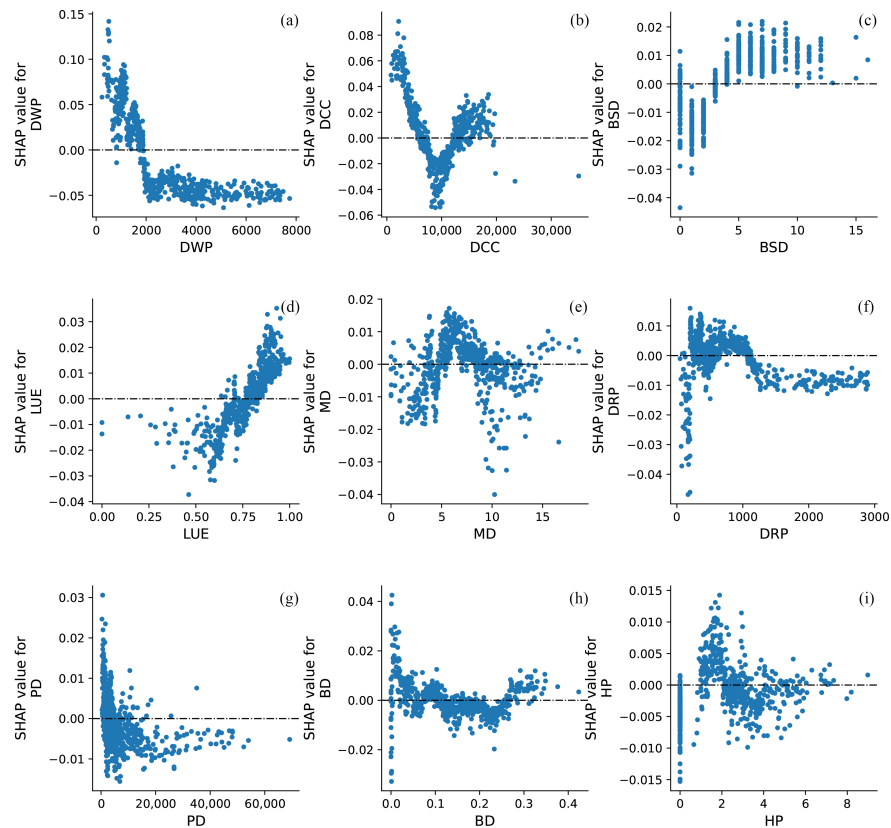 (a)
0.15
0.10
0.05
0.00
−0.05
SHAP value for
DWP
0 2000 4000 6000 8000
DWP
(b)
0.08
0.06
0.04
0.02
0.00
−0.02
0.04
0.06
SHAP value for
DCC
0 10,000 20,000 30,000
DCC
(c)
0.02
0.01
0.00
−0.01
−0.02
−0.03
−0.04
SHAP value for
BSD
0 5 10 15
BSD
(d)
0.03
0.02
0.01
0.00
−0.01
−0.02
−0.03
−0.04
SHAP value for
LUE
0.00 0.25 0.50 0.75 1.00
LUE
(e)
0.02
0.01
0.00
−0.01
−0.02
−0.03
−0.04
SHAP value for
MD
0 5 10 15
MD
(f)
0.01
0.00
−0.01
−0.02
−0.03
−0.04
SHAP value for
DRP
0 1000 2000 3000
DRP
(g)
0.03
0.02
0.01
0.00
−0.01
SHAP value for
PD
0 20,000 40,000 60,000
PD
(h)
0.04
0.02
0.00
−0.02
SHAP value for
BD
0.0 0.1 0.2 0.3 0.4
BD
(i)
0.015
0.010
0.005
0.000
−0.005
−0.010
−0.015
SHAP value for
HP
0 2 4 6 8
HP